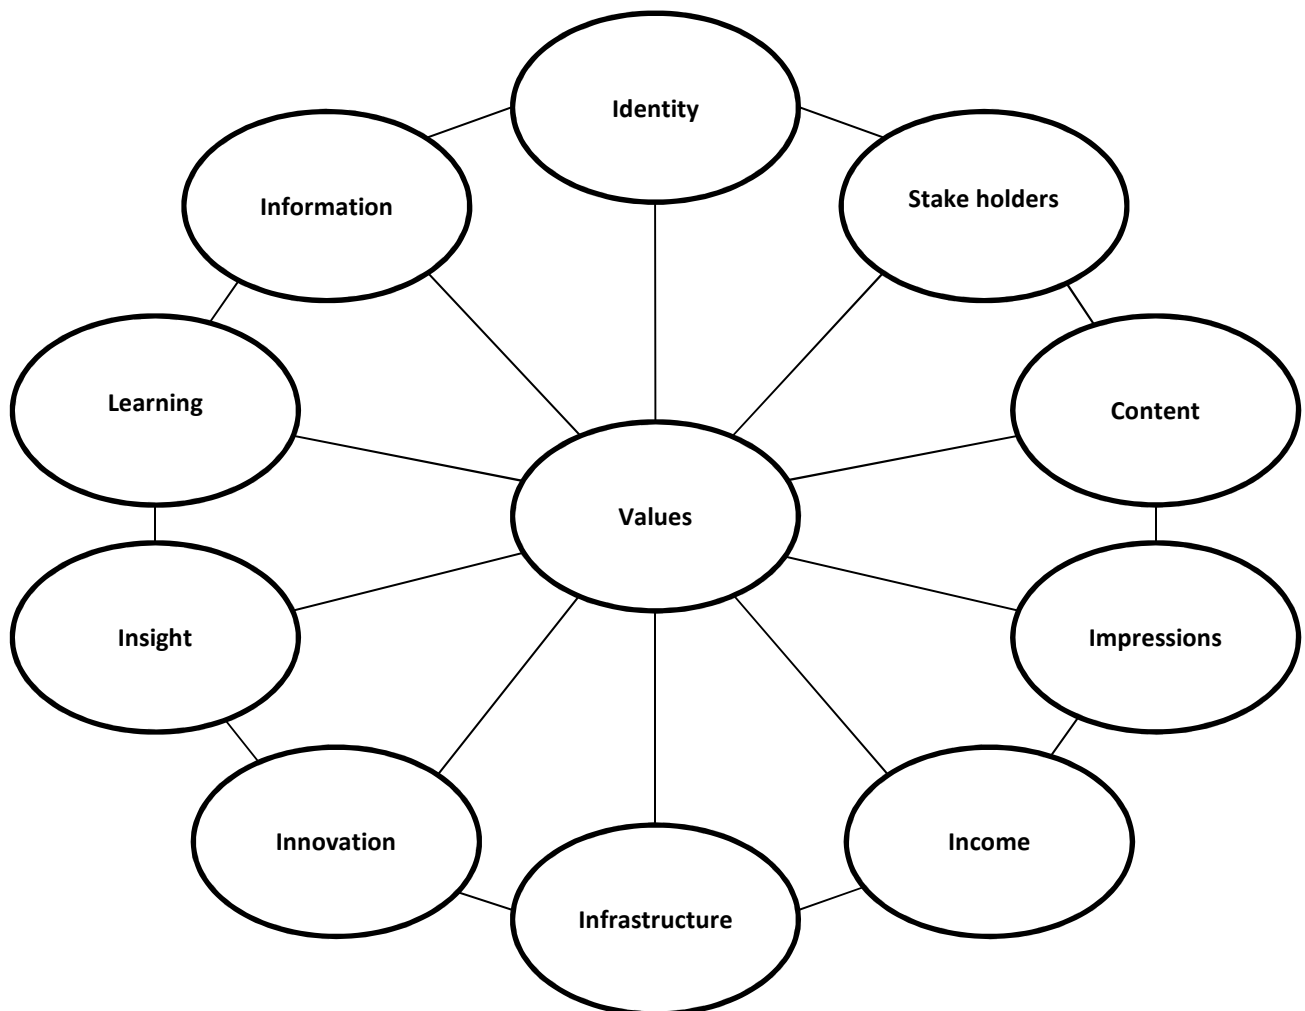 Identity
Stake holders
Information
Learning
Content
Values
Insight
Impressions
Innovation
Income
Infrastructure